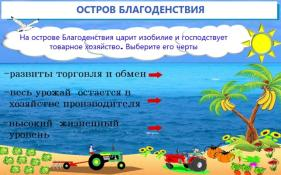 ОСТРОВ БЛАГОДЕНСТВИЯ
На острове Благоденствия царит изобилие и господствует
товарное хозяйство. Выберите его черты
–развиты торговля и обмен
–весь урожай остается в
хозяйстве производителя
–высокий жизненный
уровень